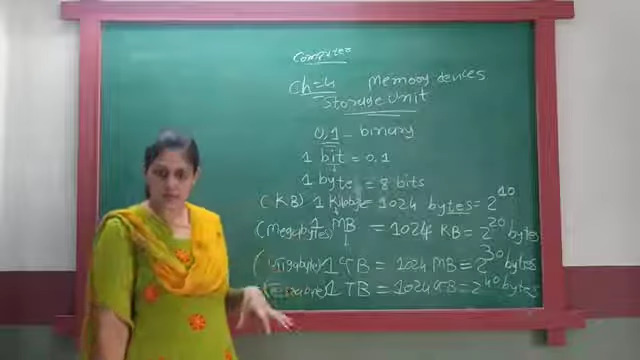 Computer
Ch=4 Memory devices
Storage Unit
0,1 - binary
1 bit = 0,1
1 byte = 8 bits
(KB) 1 Kilobyte = 1024 bytes = 2^10
(Megabytes) 1 MB = 1024 KB = 2^20 bytes
(Gigabyte) 1 GB = 1024 MB = 2^30 bytes
1 TB = 1024 GB = 2^40 bytes